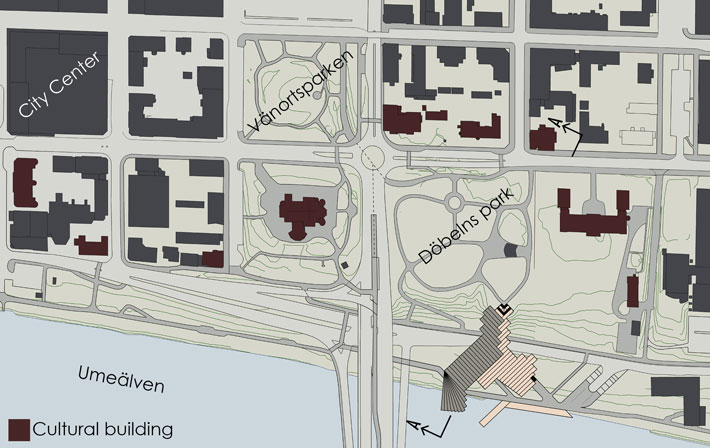 City Center
Vänortsparken
A
Döbelns park
Umeälven
A
Cultural building